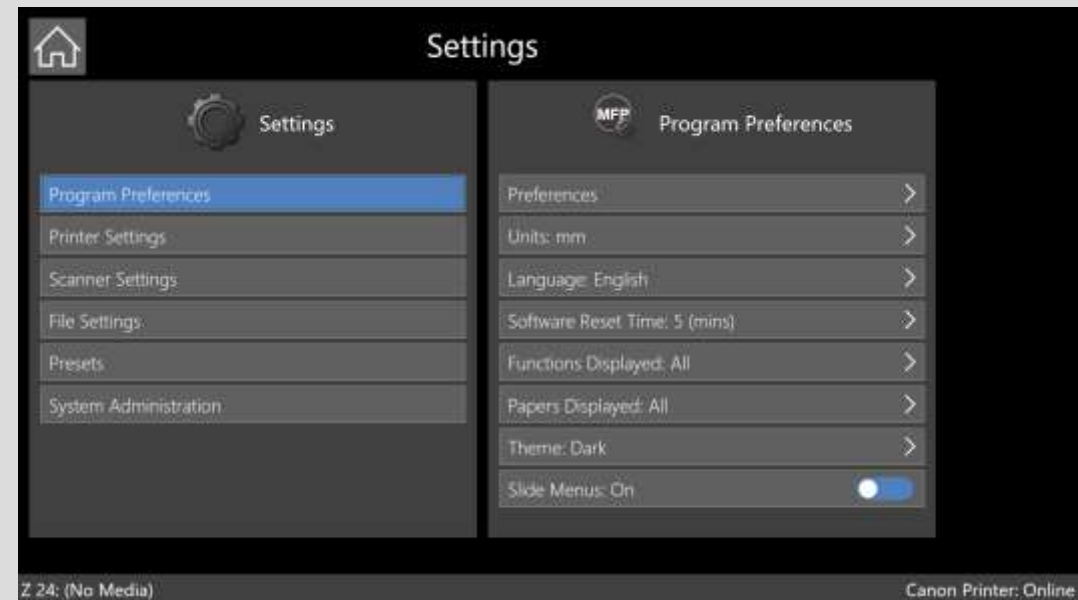 Settings
Settings
Program Preferences
Printer Settings
Scanner Settings
File Settings
Presets
System Administration
MFP
Program Preferences
Preferences
Units: mm
Language: English
Software Reset Time: 5 (mins)
Functions Displayed: All
Papers Displayed: All
Theme: Dark
Slide Menus: On
Z 24: (No Media)
Canon Printer: Online